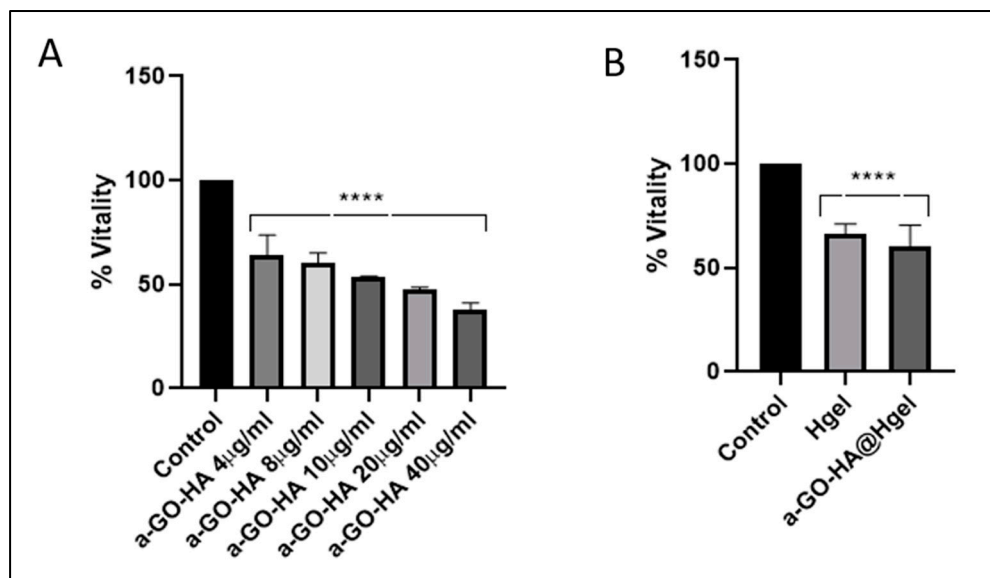 A
% Vitality
150
100
50
0
****
Control
a-GO-HA 4μg/ml
a-GO-HA 8μg/ml
a-GO-HA 10μg/ml
a-GO-HA 20μg/ml
a-GO-HA 40μg/ml
B
% Vitality
150
100
50
0
****
Control
Hgel
a-GO-HA@Hgel